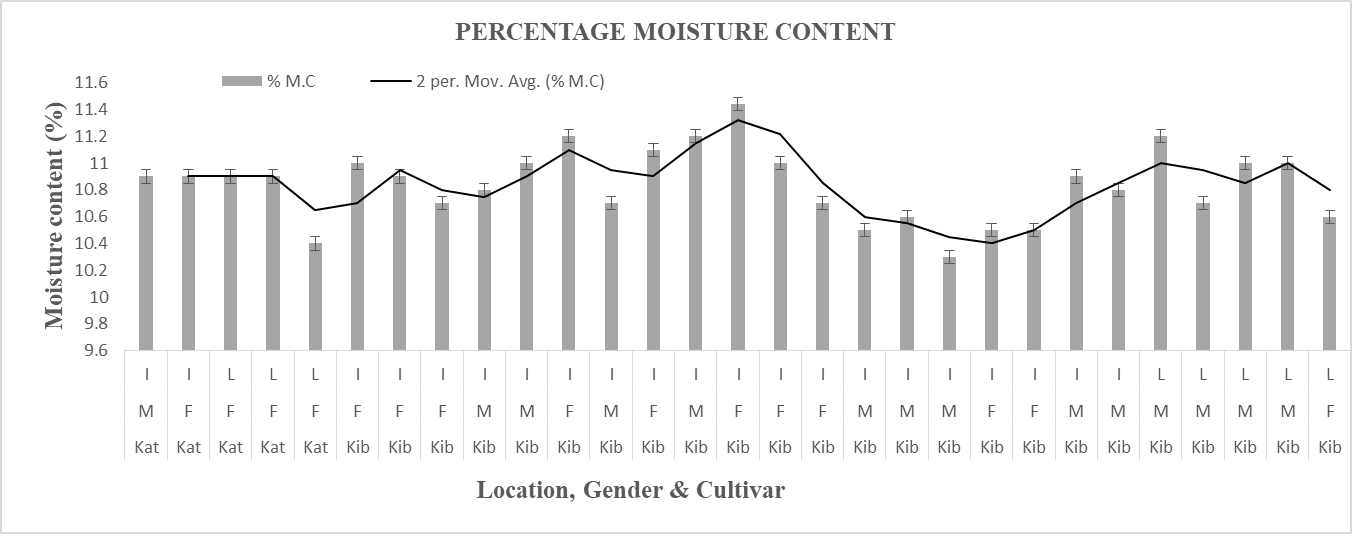 PERCENTAGE MOISTURE CONTENT
% M.C 2 per. Mov. Avg. (% M.C)
Moisture content (%)
11.6
11.4
11.2
11
10.8
10.6
10.4
10.2
10
9.8
9.6
I I L L L I I I I I I I I I I I I I I I I I I I L L L L L
M F F F F F F F M M F M F M F F F M M M F F M M M M M M F
Kat Kat Kat Kat Kat Kib Kib Kib Kib Kib Kib Kib Kib Kib Kib Kib Kib Kib Kib Kib Kib Kib Kib Kib Kib Kib Kib Kib Kib
Location, Gender & Cultivar